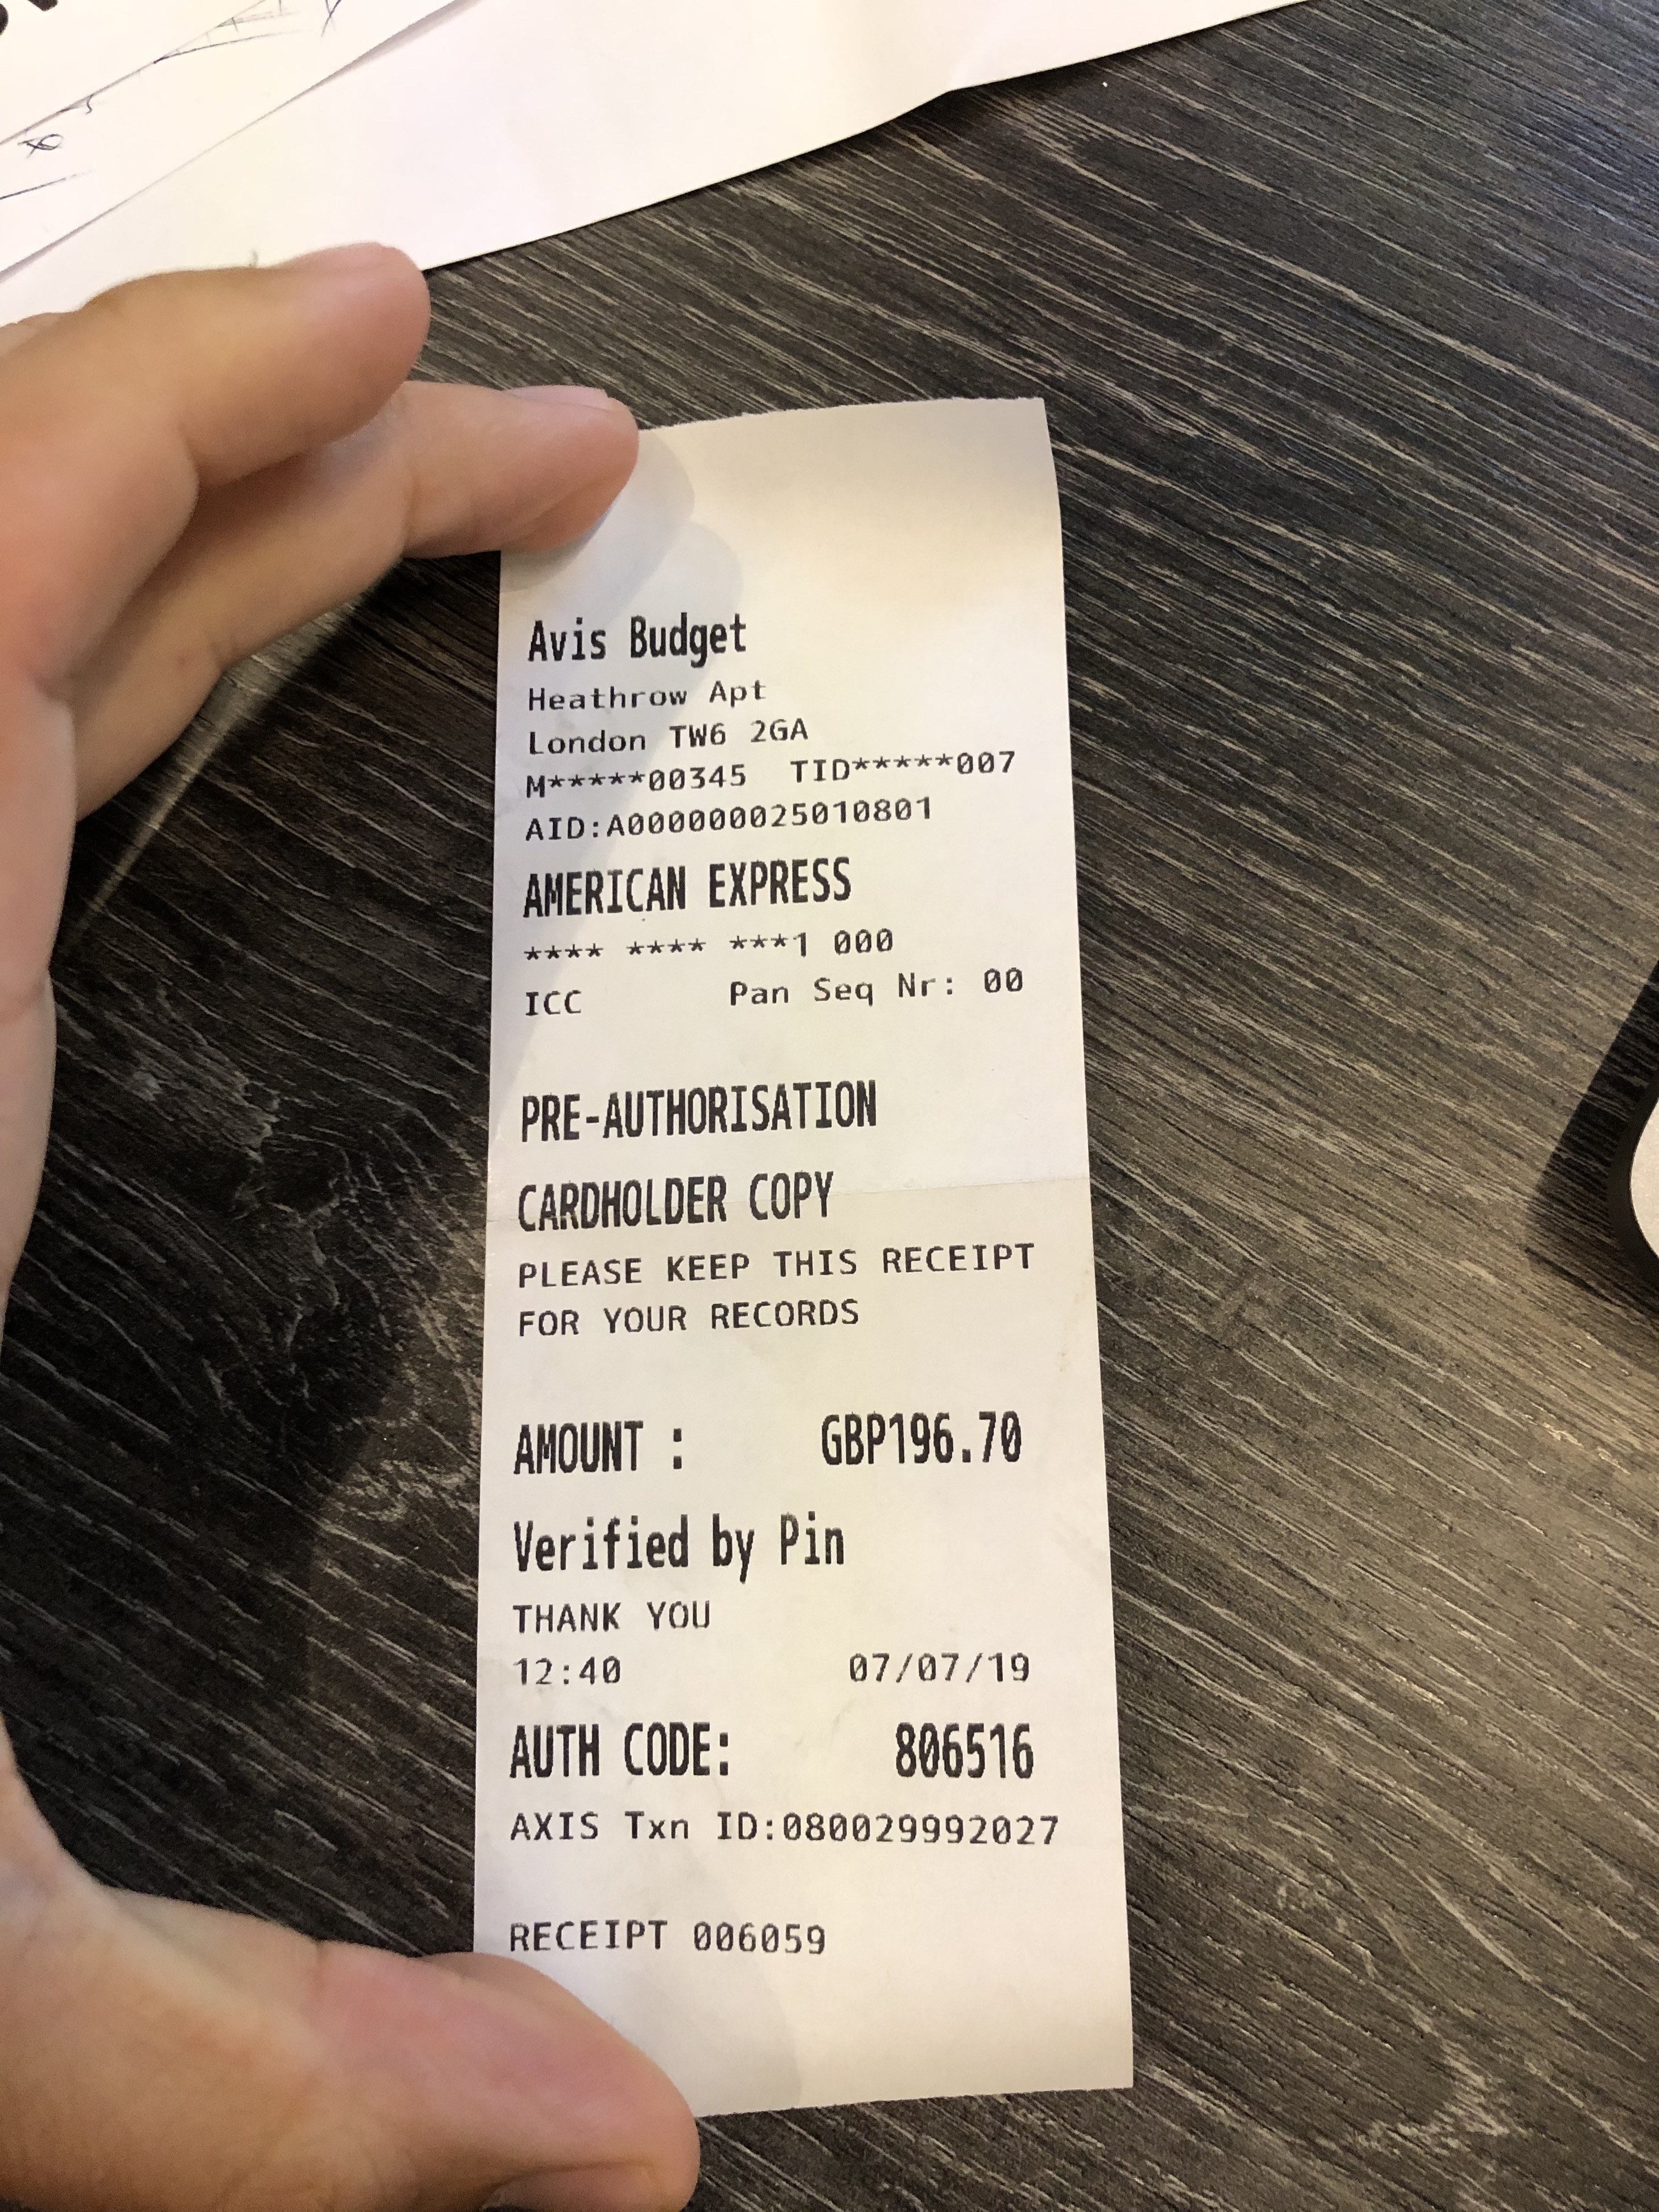 Avis Budget
Heathrow Apt
London TW6 2GA
M*****00345 TID*****007
AID:A000000025010801
AMERICAN EXPRESS
**** **** ***1 000
ICC Pan Seq Nr: 00
PRE-AUTHORISATION
CARDHOLDER COPY
PLEASE KEEP THIS RECEIPT
FOR YOUR RECORDS
AMOUNT : GBP196.70
Verified by Pin
THANK YOU
12:40 07/07/19
AUTH CODE: 806516
AXIS Txn ID:080029992027
RECEIPT 006059